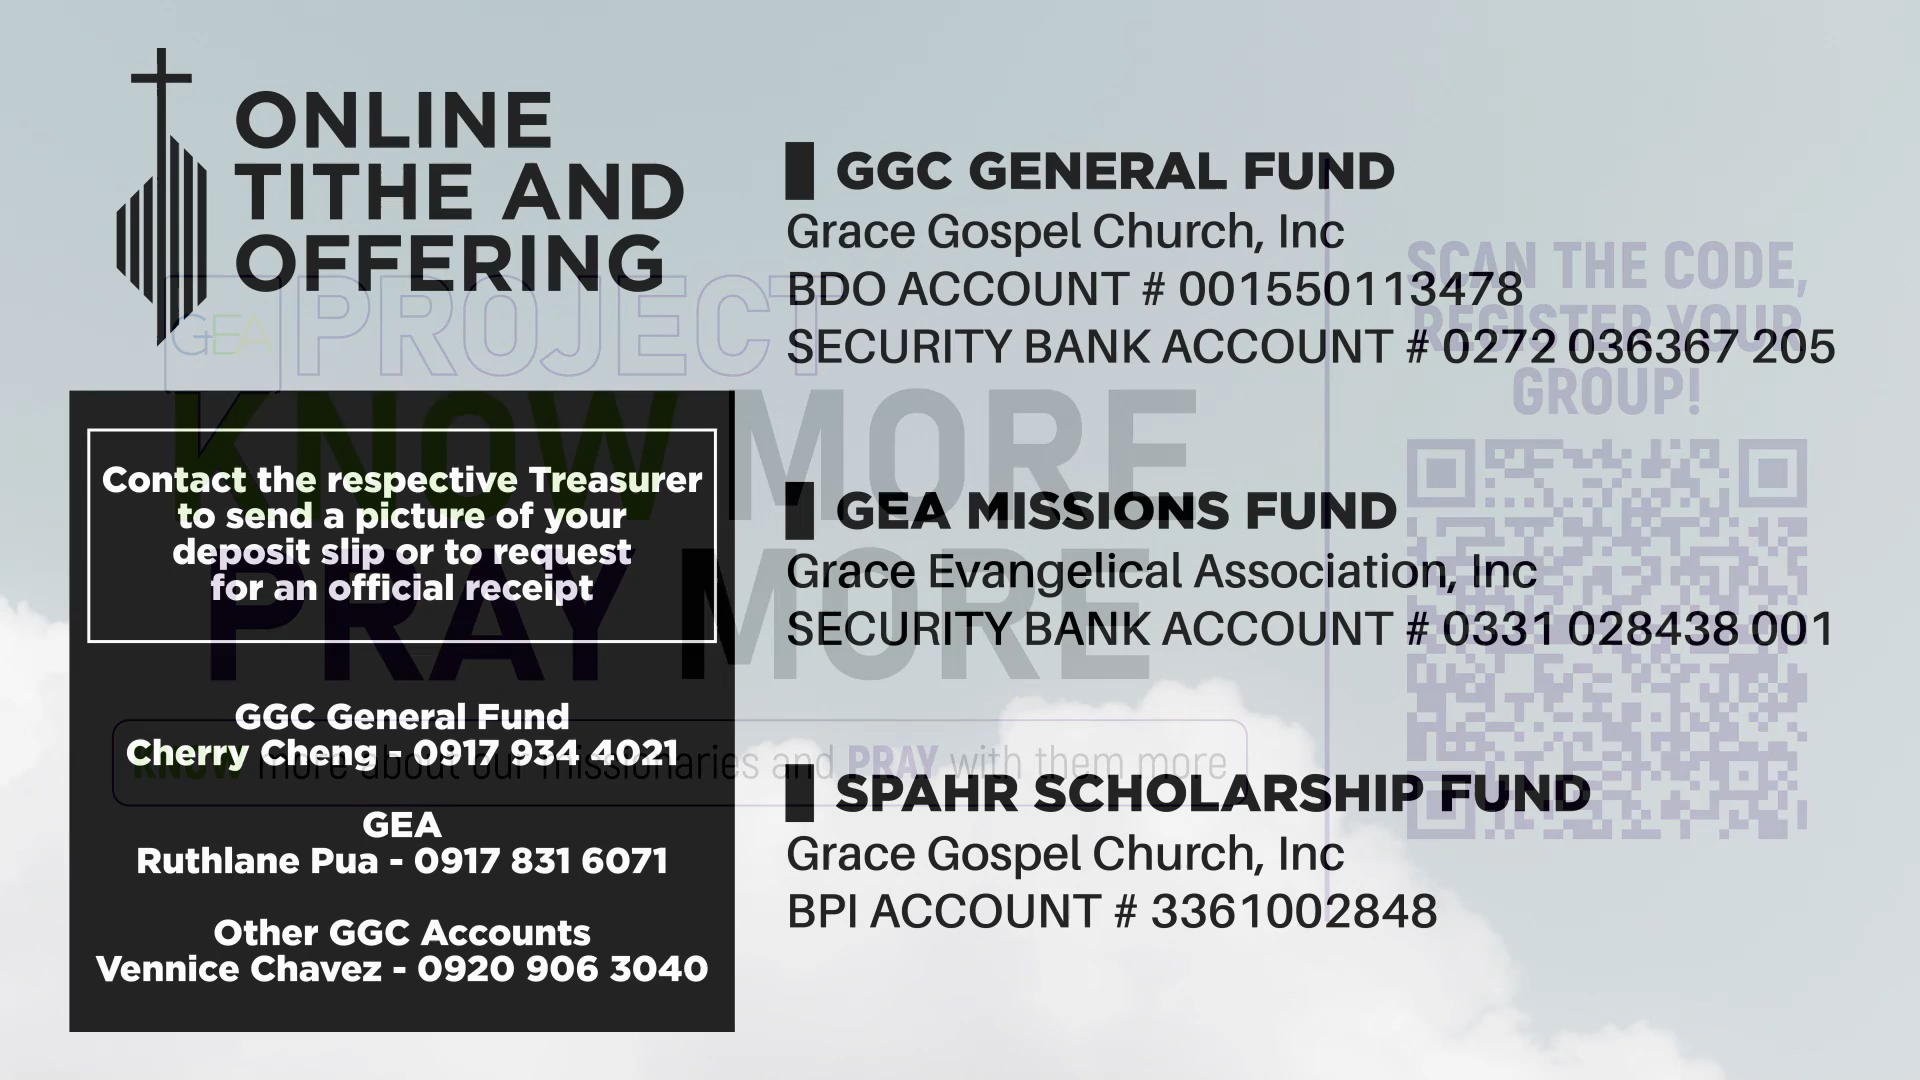 ONLINE
TITHE AND
OFFERING
Contact the respective Treasurer
to send a picture of your
deposit slip or to request
for an official receipt
GGC General Fund
Cherry Cheng - 0917 934 4021
GEA
Ruthlane Pua - 0917 831 6071
Other GGC Accounts
Vennice Chavez - 0920 906 3040
GGC GENERAL FUND
Grace Gospel Church, Inc
BDO ACCOUNT # 001550113478
SECURITY BANK ACCOUNT # 0272 036367 205
GEA MISSIONS FUND
Grace Evangelical Association, Inc
SECURITY BANK ACCOUNT # 0331 028438 001
SPAHR SCHOLARSHIP FUND
Grace Gospel Church, Inc
BPI ACCOUNT # 3361002848
GEA PROJECT
KNOW MORE
PRAY MORE
KNOW more about our missionaries and PRAY with them more
SCAN THE CODE,
REGISTER YOUR
GROUP!